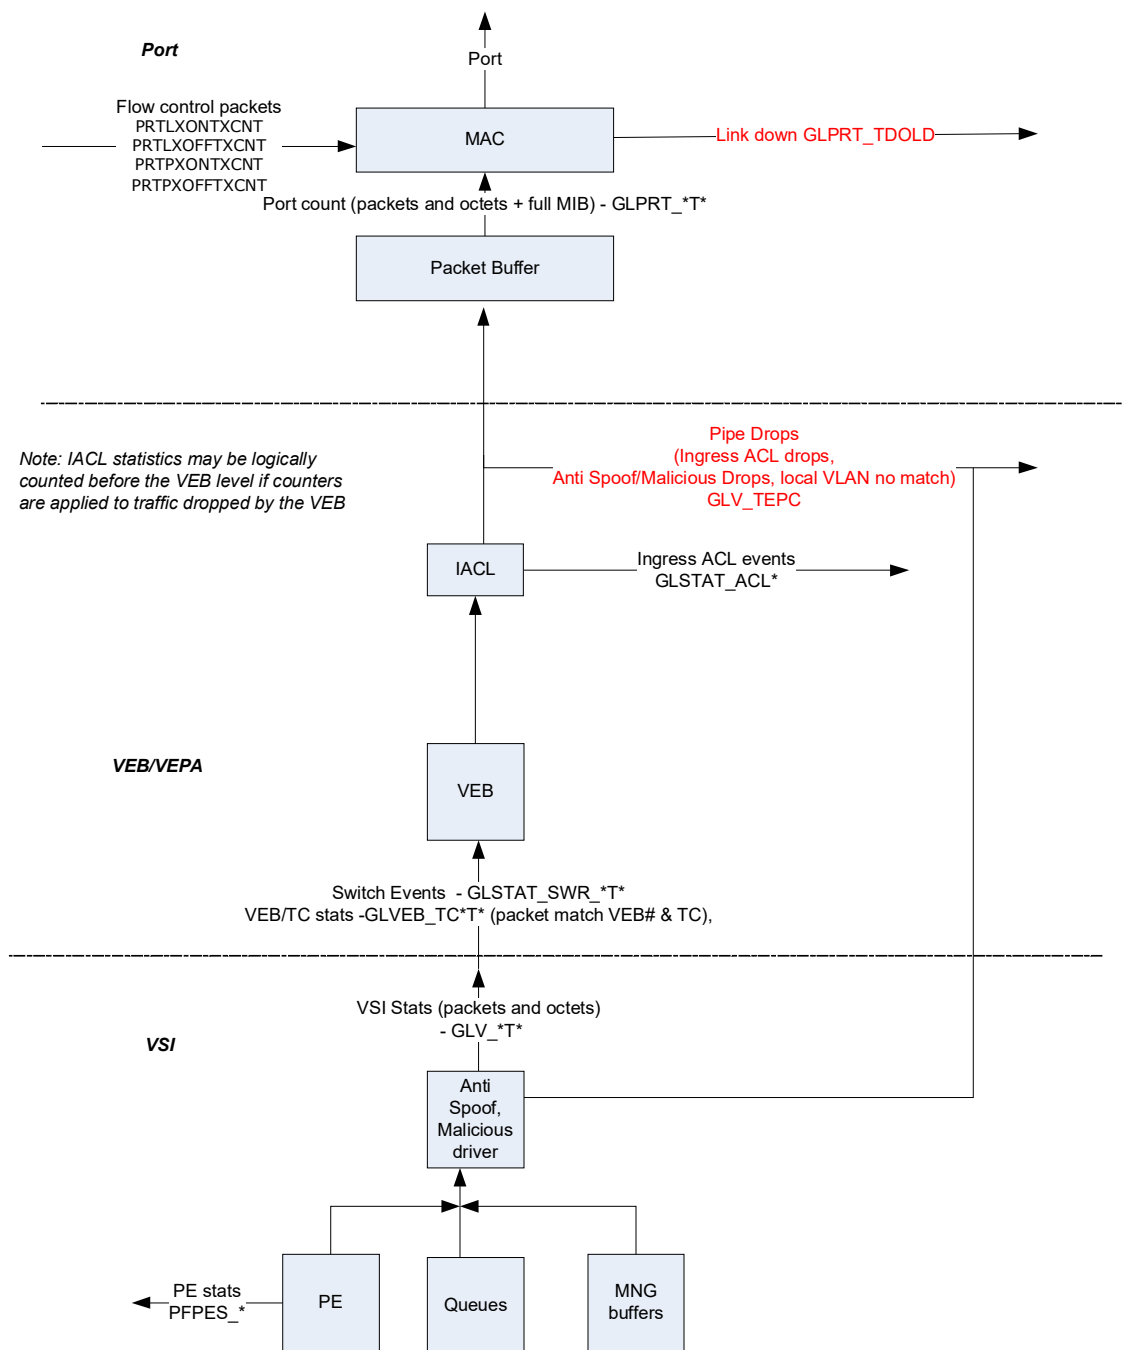 Port
Port
Flow control packets
PRTLXONTXCNT
PRTLXOFFTXCNT
PRTPXONTXCNT
PRTPXOFFTXCNT
MAC
Link down GLPRT_TDOLD
Port count (packets and octets + full MIB) - GLPRT_*T*
Packet Buffer
Note: IACL statistics may be logically
counted before the VEB level if counters
are applied to traffic dropped by the VEB
Pipe Drops
(Ingress ACL drops,
Anti Spoof/Malicious Drops, local VLAN no match)
GLV_TEPC
IACL
Ingress ACL events
GLSTAT_ACL*
VEB/VEPA
VEB
Switch Events - GLSTAT_SWR_*T*
VEB/TC stats -GLVEB_TC*T* (packet match VEB# & TC),
VSI Stats (packets and octets)
- GLV_*T*
VSI
Anti
Spoof,
Malicious
driver
PE stats
PFPES_*
PE
Queues
MNG
buffers